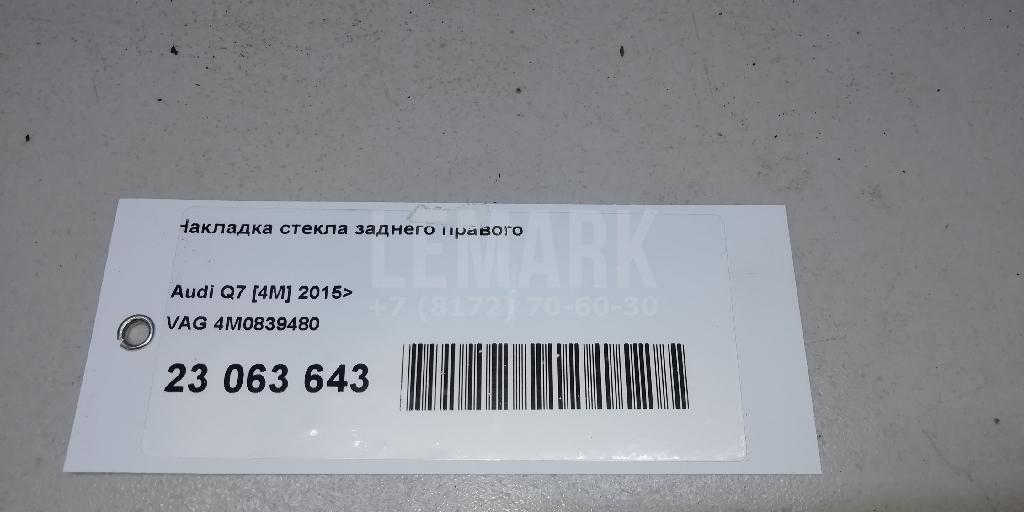 Накладка стекла заднего правого
LEMARK
Audi Q7 [4M] 2015>
+7 (8172) 70-60-30
VAG 4M0839480
23 063 643